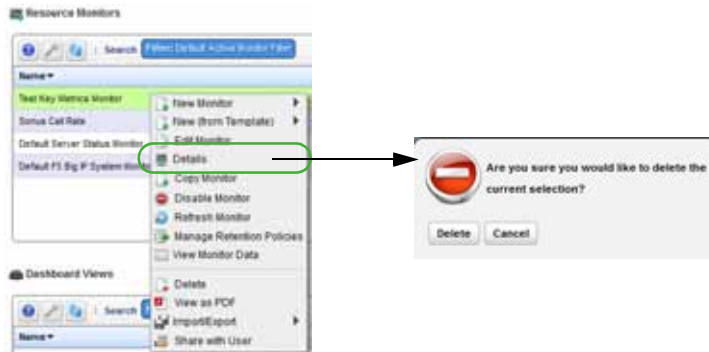 Resource Monitors
Search Filter: Default Active Monitor Filter
Name
Test Key Metrics Monitor
Sonus Call Rate
Default Server Status Monitor
Default F5 Big IP System Monitor
New Monitor
New (from Template)
Edit Monitor
Details
Copy Monitor
Disable Monitor
Refresh Monitor
Manage Retention Policies
View Monitor Data
Delete
View as PDF
Import/Export
Share with User
Dashboard Views
Search
Name
Are you sure you would like to delete the
current selection?
Delete Cancel